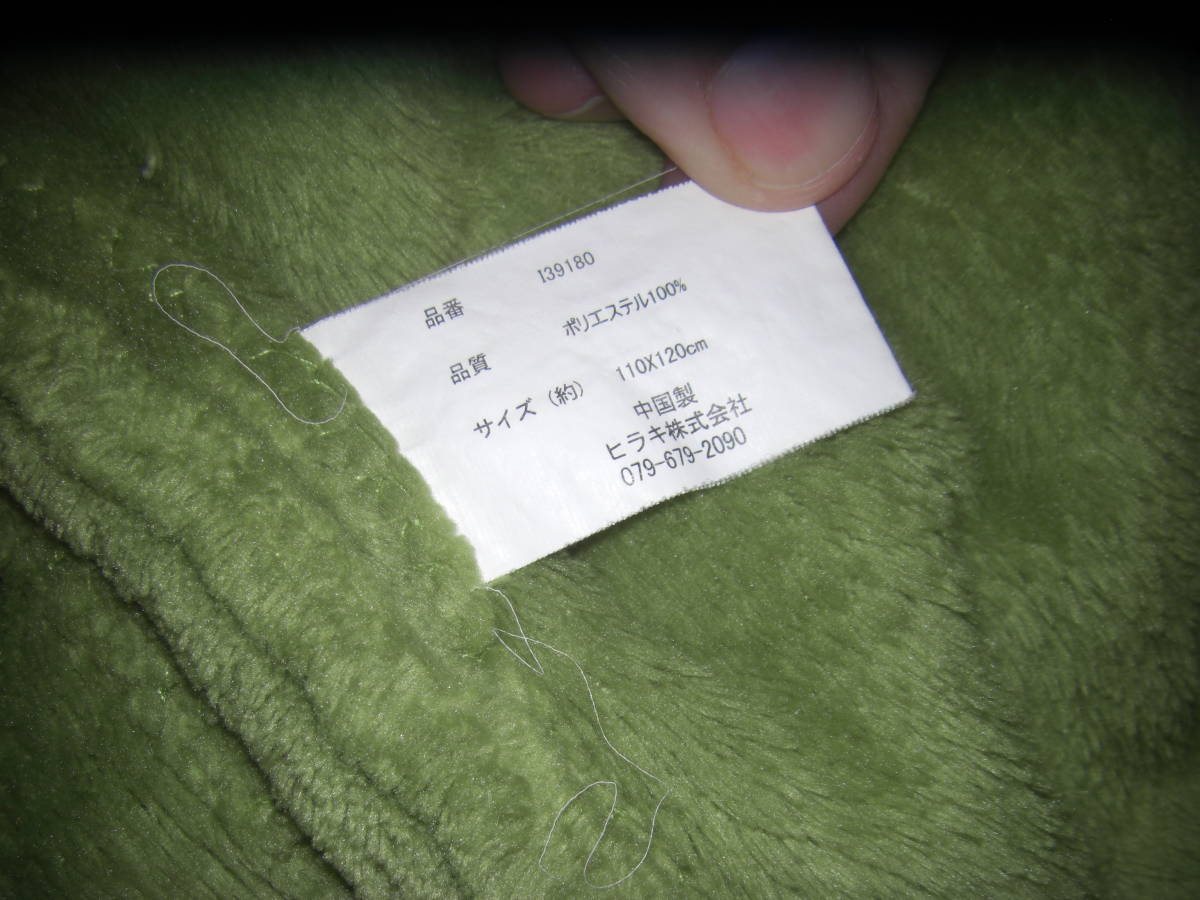 品番 I39180
品質 ポリエステル100%
サイズ（約） 110X120cm
中国製
ヒラキ株式会社
079-679-2090